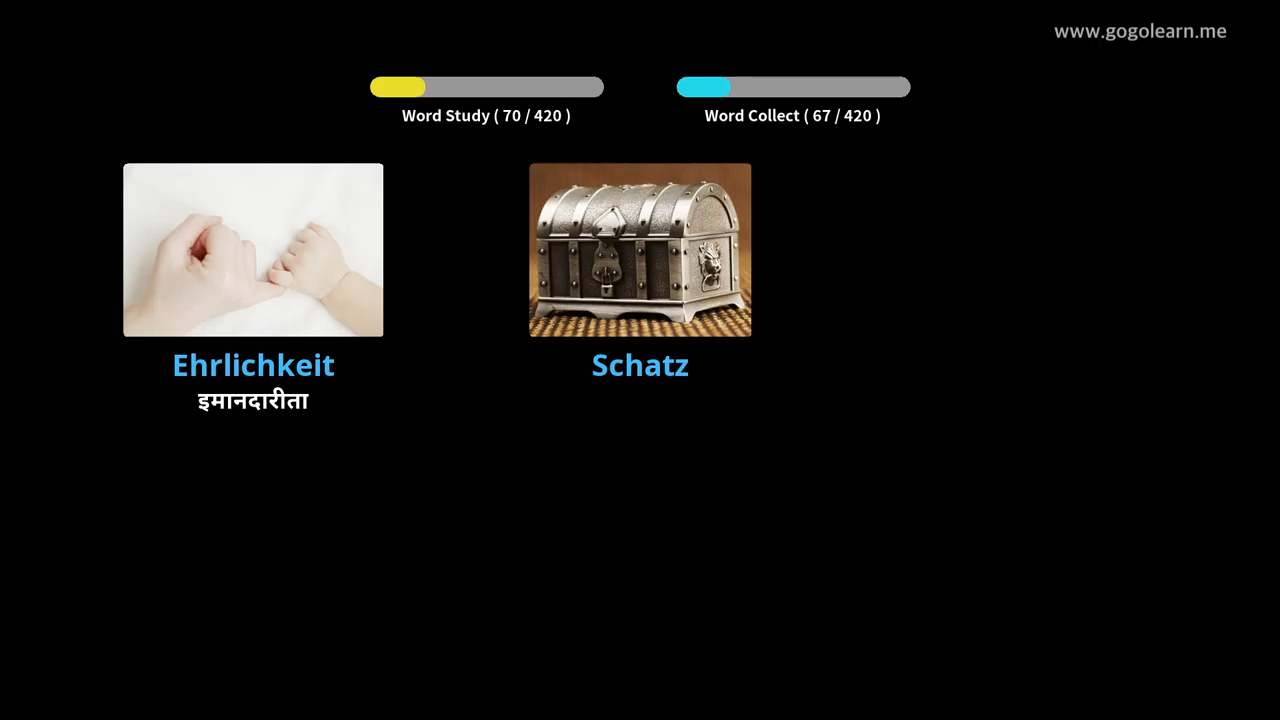 www.gogolearn.me
Word Study ( 70 / 420 )
Word Collect ( 67 / 420 )
Ehrlichkeit
Schatz
इमानदारीता